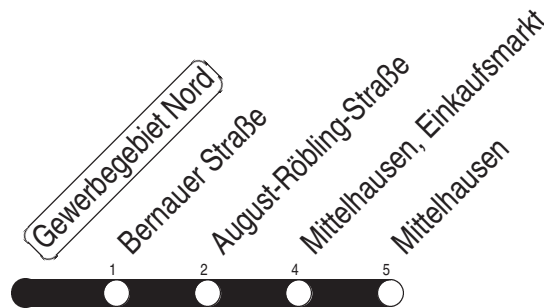 Gewerbegebiet Nord
Bernauer Straße
August-Röbling-Straße
Mittelhausen, Einkaufsmarkt
Mittelhausen
1 2 4 5